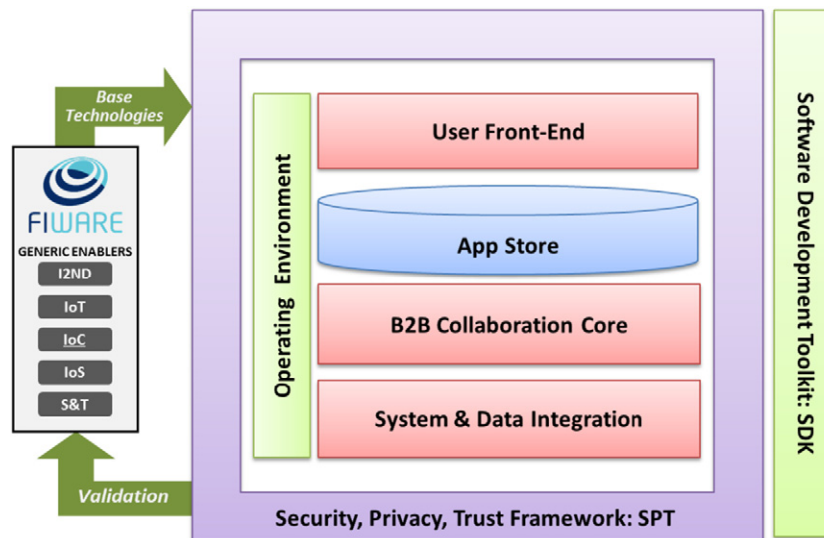 Base
Technologies
FIWARE
GENERIC ENABLERS
I2ND
IoT
IoC
IoS
S&T
Validation
Operating Environment
User Front-End
App Store
B2B Collaboration Core
System & Data Integration
Security, Privacy, Trust Framework: SPT
Software Development Toolkit: SDK